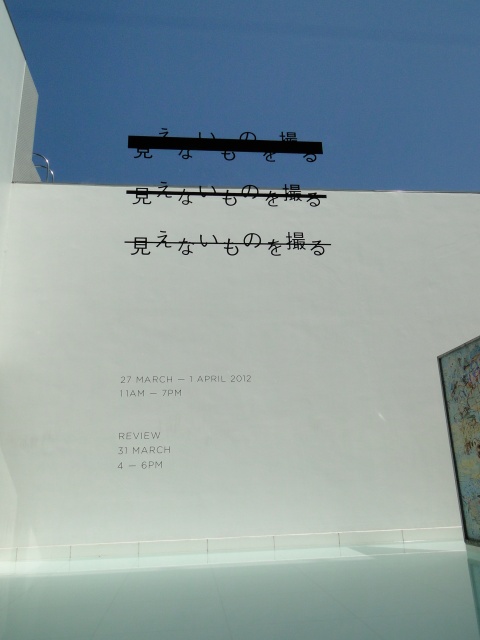 見えないものを撮る
見えないものを撮る
見えないものを撮る
27 MARCH — 1 APRIL 2012
11AM — 7PM
REVIEW
31 MARCH
4 — 6PM